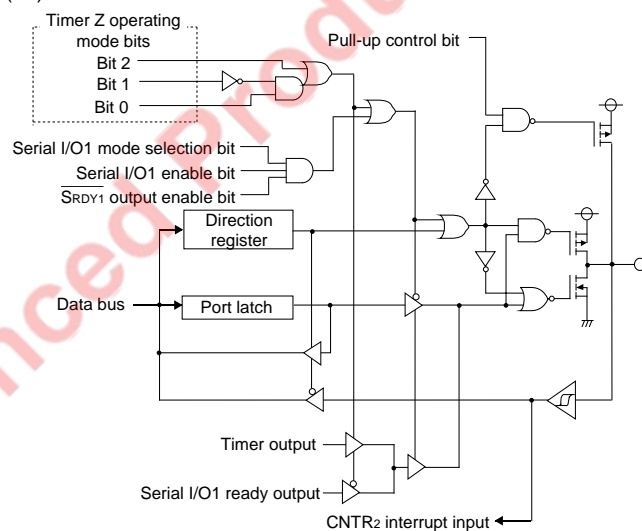 Timer Z operating
mode bits
Bit 2
Bit 1
Bit 0
Pull-up control bit
Serial I/O1 mode selection bit
Serial I/O1 enable bit
SRDY1 output enable bit
Direction
register
Data bus
Port latch
Timer output
Serial I/O1 ready output
CNTR2 interrupt input